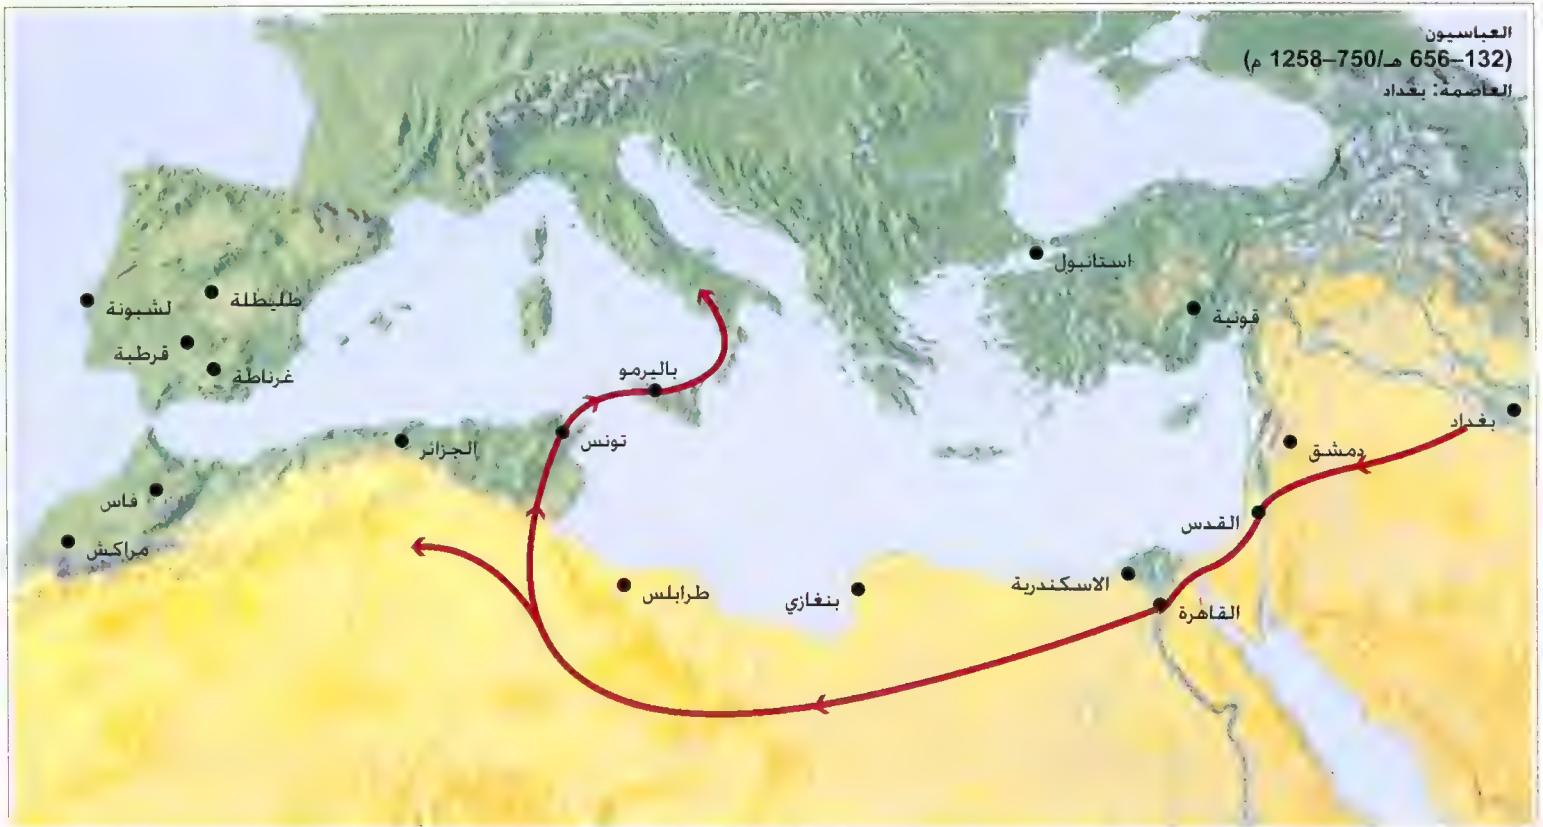 العباسيون
(132–656 هـ/750–1258 م)
العاصمة: بغداد
استانبول
قونية
طليطلة
لشبونة
قرطبة
غرناطة
باليرمو
تونس
الجزائر
فاس
مراكش
بغداد
دمشق
القدس
الاسكندرية
القاهرة
بنغازي
طرابلس